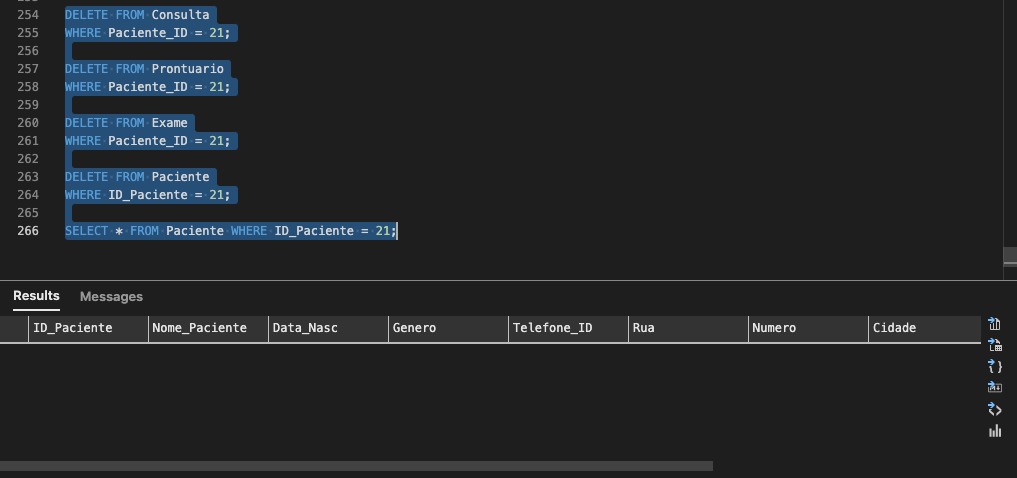 254 DELETE FROM Consulta
255 WHERE Paciente_ID = 21;
256
257 DELETE FROM Prontuario
258 WHERE Paciente_ID = 21;
259
260 DELETE FROM Exame
261 WHERE Paciente_ID = 21;
262
263 DELETE FROM Paciente
264 WHERE ID_Paciente = 21;
265
266 SELECT * FROM Paciente WHERE ID_Paciente = 21;
Results Messages
ID_Paciente Nome_Paciente Data_Nasc Genero Telefone_ID Rua Numero Cidade